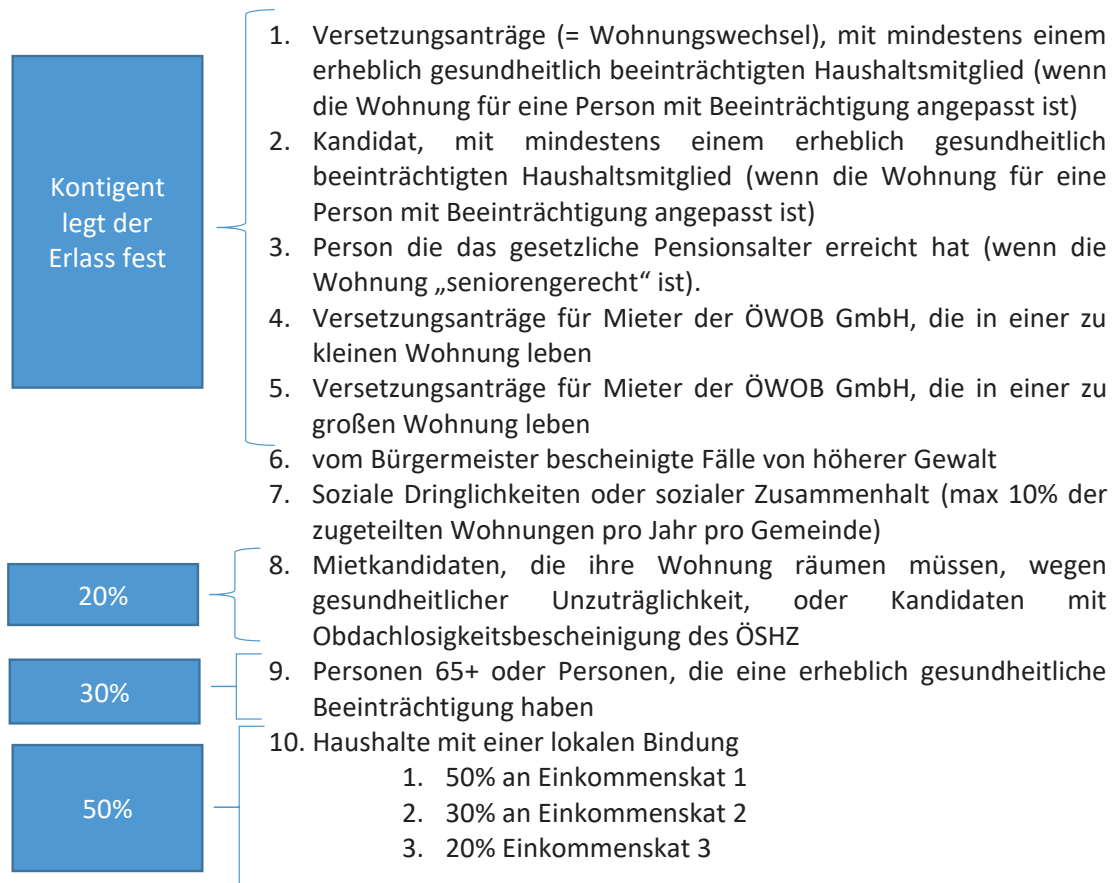 1. Versetzungsanträge (= Wohnungswechsel), mit mindestens einem
erheblich gesundheitlich beeinträchtigten Haushaltsmitglied (wenn
die Wohnung für eine Person mit Beeinträchtigung angepasst ist)
2. Kandidat, mit mindestens einem erheblich gesundheitlich
beeinträchtigten Haushaltsmitglied (wenn die Wohnung für eine
Person mit Beeinträchtigung angepasst ist)
3. Person die das gesetzliche Pensionsalter erreicht hat (wenn die
Wohnung „seniorengerecht“ ist).
4. Versetzungsanträge für Mieter der ÖWOB GmbH, die in einer zu
kleinen Wohnung leben
5. Versetzungsanträge für Mieter der ÖWOB GmbH, die in einer zu
großen Wohnung leben
Kontigent
legt der
Erlass fest
6. vom Bürgermeister bescheinigte Fälle von höherer Gewalt
7. Soziale Dringlichkeiten oder sozialer Zusammenhalt (max 10% der
zugeteilten Wohnungen pro Jahr pro Gemeinde)
20%
8. Mietkandidaten, die ihre Wohnung räumen müssen, wegen
gesundheitlicher Unzuträglichkeit, oder Kandidaten mit
Obdachlosigkeitsbescheinigung des ÖSHZ
30%
9. Personen 65+ oder Personen, die eine erheblich gesundheitliche
Beeinträchtigung haben
50%
10. Haushalte mit einer lokalen Bindung
1. 50% an Einkommenskat 1
2. 30% an Einkommenskat 2
3. 20% Einkommenskat 3